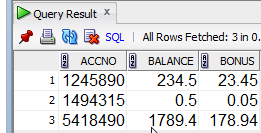 Query Result ×
SQL | All Rows Fetched: 3 in 0.
ACCNO BALANCE BONUS
1 1245890 234.5 23.45
2 1494315 0.5 0.05
3 5418490 1789.4 178.94